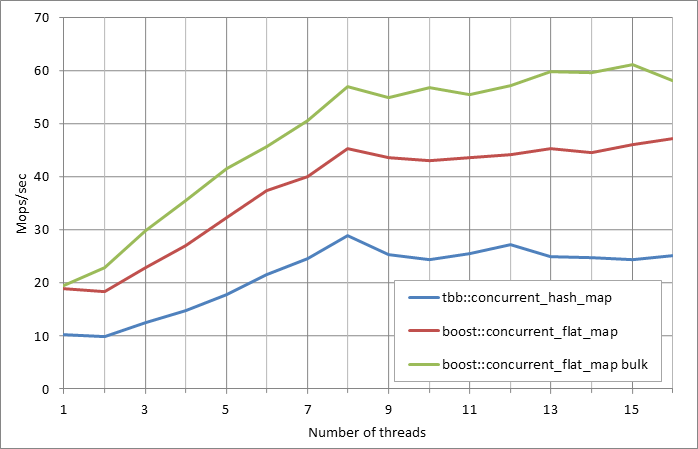 70
60
50
40
30
20
10
0
Mops/sec
tbb::concurrent_hash_map
boost::concurrent_flat_map
boost::concurrent_flat_map bulk
1 3 5 7 9 11 13 15
Number of threads